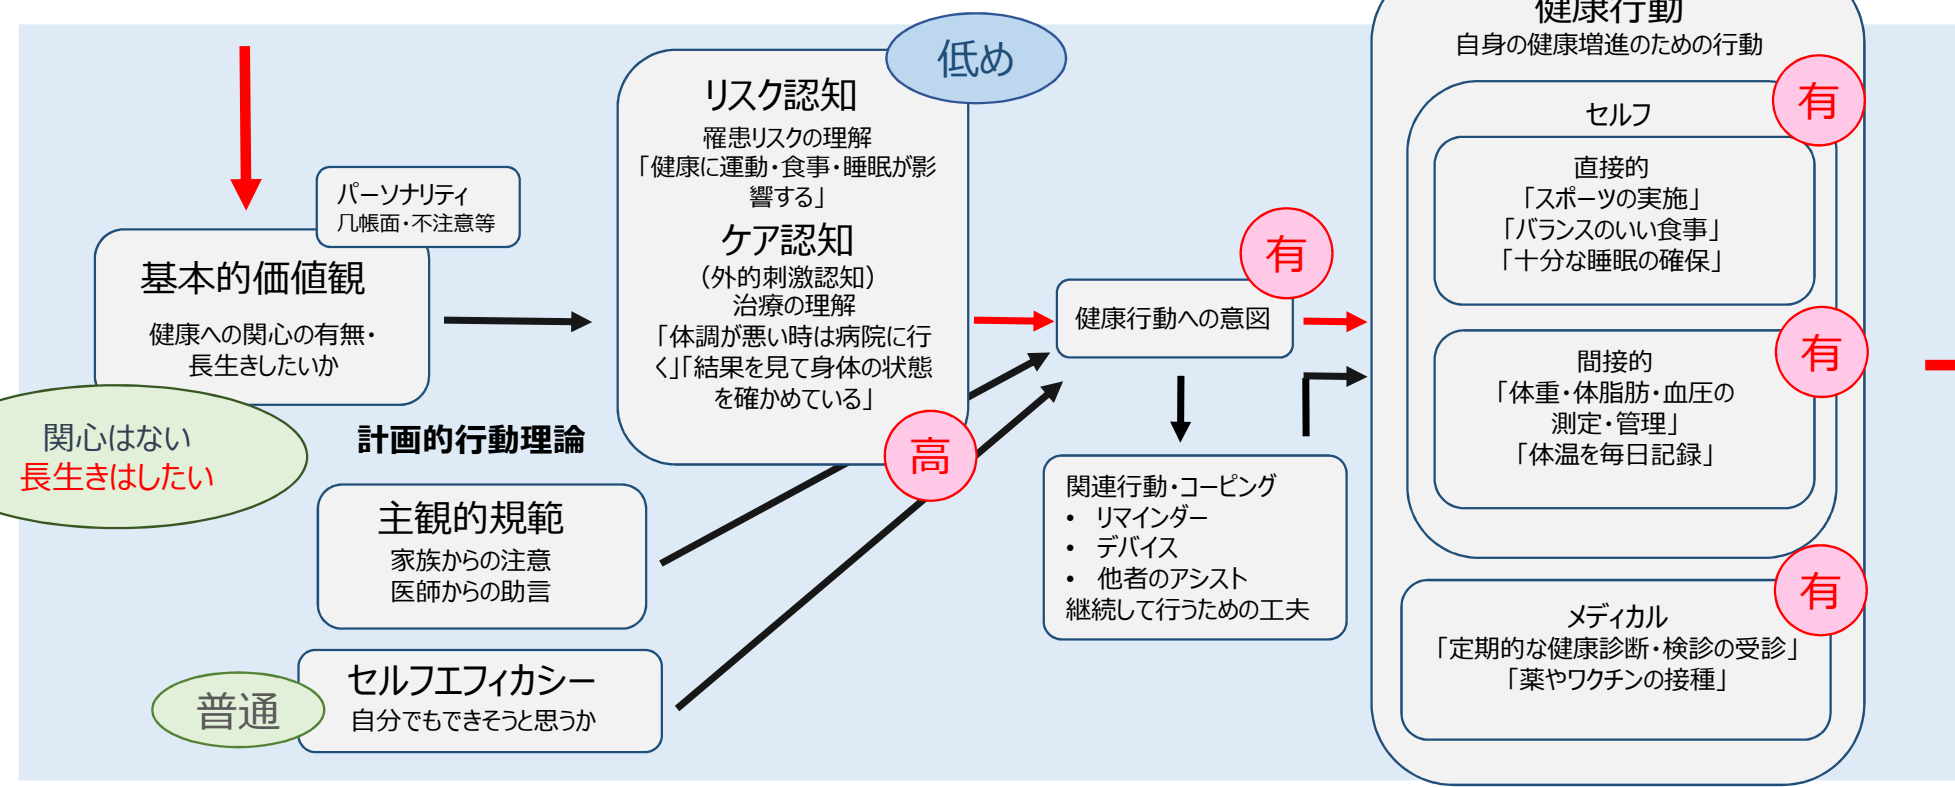 パーソナリティ
几帳面・不注意等
基本的価値観
健康への関心の有無・
長生きしたいか
関心はない
長生きはしたい
計画的行動理論
主観的規範
家族からの注意
医師からの助言
セルフエフィカシー
自分でもできそうと思うか
普通
低め
リスク認知
罹患リスクの理解
「健康に運動・食事・睡眠が影
響する」
ケア認知
（外的刺激認知）
治療の理解
「体調が悪い時は病院に行
く」「結果を見て身体の状態
を確かめている」
高
有
健康行動への意図
関連行動・コーピング
• リマインダー
• デバイス
• 他者のアシスト
継続して行うための工夫
健康行動
自身の健康増進のための行動
有
セルフ
直接的
「スポーツの実施」
「バランスのいい食事」
「十分な睡眠の確保」
有
間接的
「体重・体脂肪・血圧の
測定・管理」
「体温を毎日記録」
有
メディカル
「定期的な健康診断・検診の受診」
「薬やワクチンの接種」